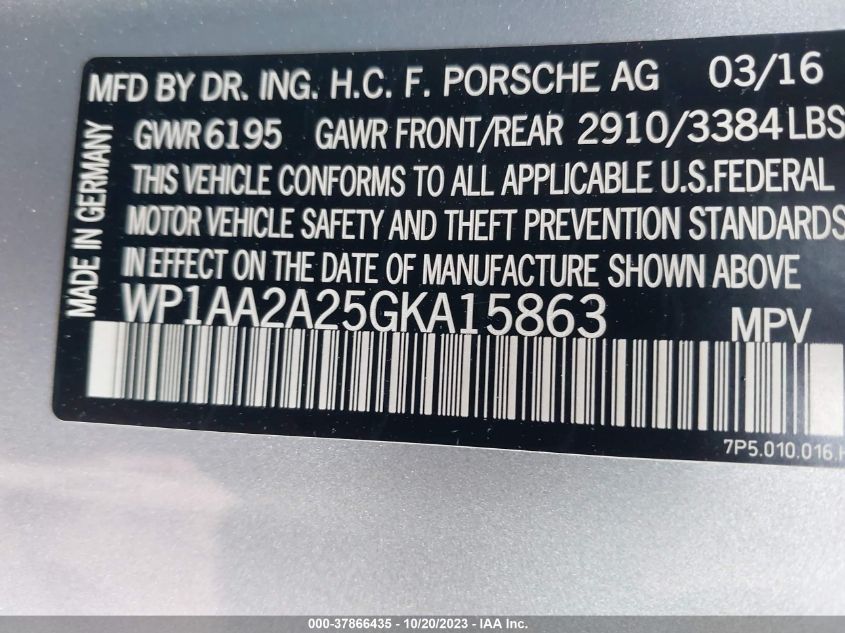 MFD BY DR. ING. H.C. F. PORSCHE AG 03/16
GVWR 6195 GAWR FRONT/REAR 2910/3384 LBS
THIS VEHICLE CONFORMS TO ALL APPLICABLE U.S.FEDERAL
MOTOR VEHICLE SAFETY AND THEFT PREVENTION STANDARDS
IN EFFECT ON THE DATE OF MANUFACTURE SHOWN ABOVE
WP1AA2A25GKA15863 MPV
MADE IN GERMANY
7P5.010.016.H
000-37866435 - 10/20/2023 - IAA Inc.